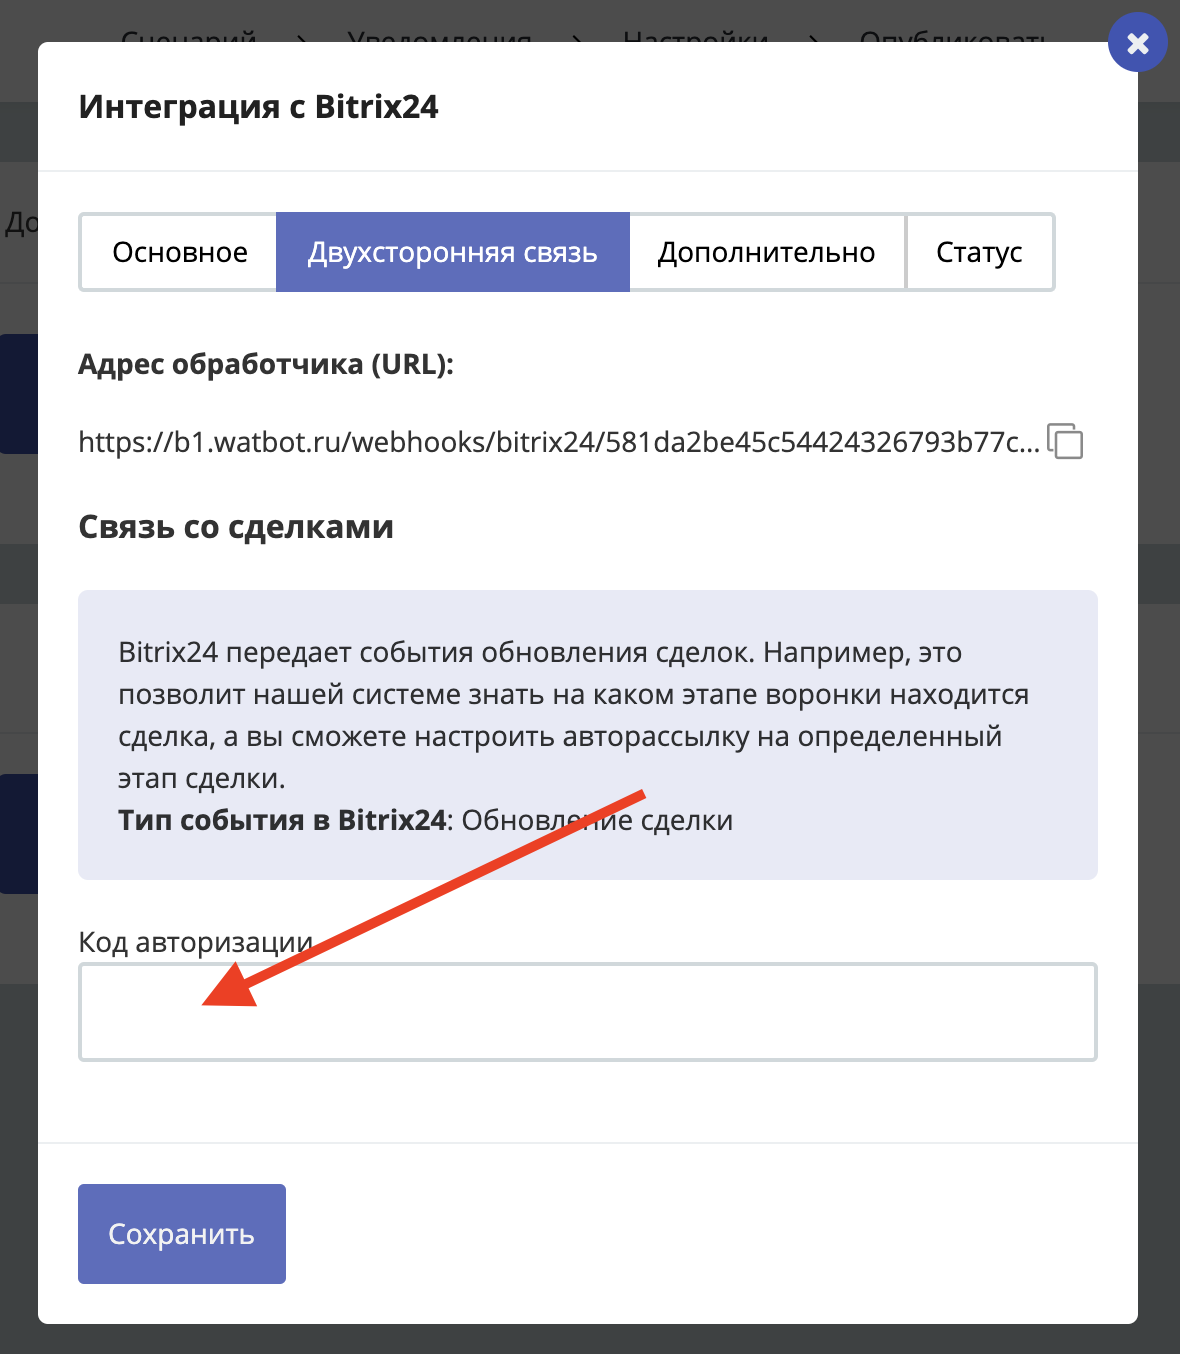 Сценарий Уведомления Настройки Опубликовать
Интеграция с Bitrix24
До
Основное Двухсторонняя связь Дополнительно Статус
Адрес обработчика (URL):
https://b1.watbot.ru/webhooks/bitrix24/581da2be45c54424326793b77c...
Связь со сделками
Bitrix24 передает события обновления сделок. Например, это
позволит нашей системе знать на каком этапе воронки находится
сделка, а вы сможете настроить авторассылку на определенный
этап сделки.
Тип события в Bitrix24: Обновление сделки
Код авторизации
Сохранить